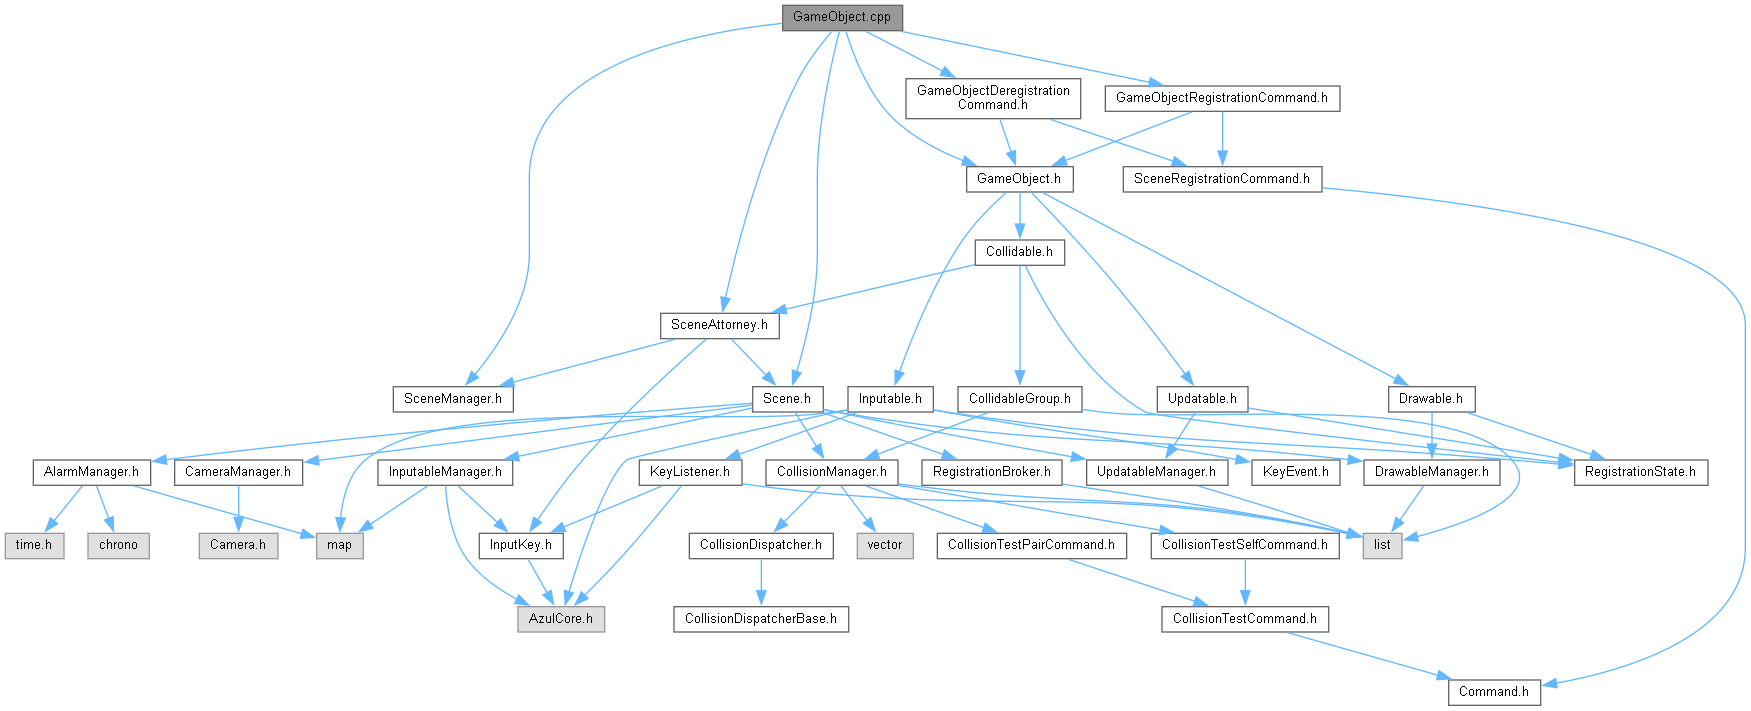 GameObject.cpp
GameObjectDeregistration
Command.h
GameObjectRegistrationCommand.h
GameObject.h
SceneRegistrationCommand.h
Collidable.h
SceneAttorney.h
SceneManager.h
Scene.h
Inputable.h
CollidableGroup.h
Updatable.h
Drawable.h
AlarmManager.h
CameraManager.h
InputableManager.h
KeyListener.h
CollisionManager.h
RegistrationBroker.h
UpdatableManager.h
KeyEvent.h
DrawableManager.h
RegistrationState.h
time.h
chrono
Camera.h
map
InputKey.h
CollisionDispatcher.h
vector
CollisionTestPairCommand.h
CollisionTestSelfCommand.h
list
AzulCore.h
CollisionDispatcherBase.h
CollisionTestCommand.h
Command.h